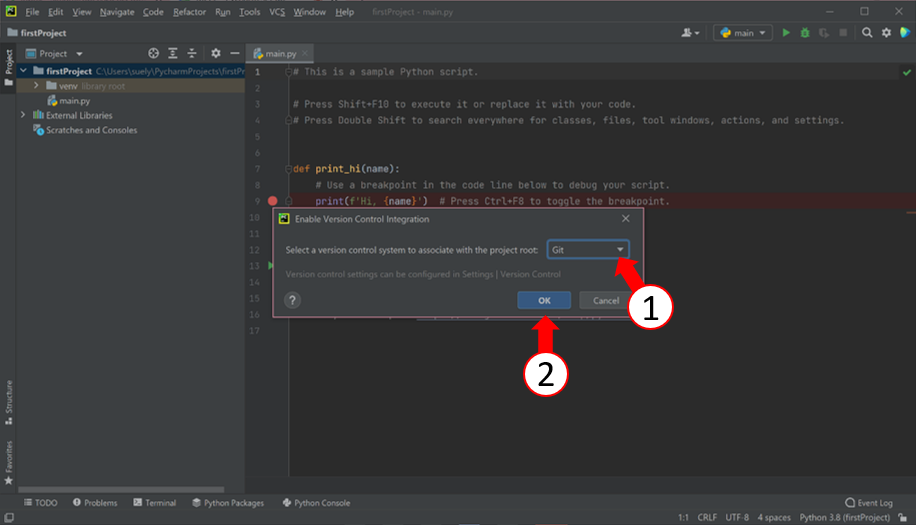 File Edit View Navigate Code Refactor Run Tools VCS Window Help firstProject - main.py
firstProject
main
Project
Project
main.py
firstProject C:\Users\suely\PycharmProjects\firstPr
venv library root
main.py
External Libraries
Scratches and Consoles
1 # This is a sample Python script.
2
3 # Press Shift+F10 to execute it or replace it with your code.
4 # Press Double Shift to search everywhere for classes, files, tool windows, actions, and settings.
5
6
7 def print_hi(name):
8 # Use a breakpoint in the code line below to debug your script.
9 print(f'Hi, {name}') # Press Ctrl+F8 to toggle the breakpoint.
10
11
12
13
14
15
16
17
Enable Version Control Integration
Select a version control system to associate with the project root: Git
Version control settings can be configured in Settings | Version Control
? OK Cancel
1
2
Structure
Favorites
TODO Problems Terminal Python Packages Python Console Event Log
1:1 CRLF UTF-8 4 spaces Python 3.8 (firstProject)